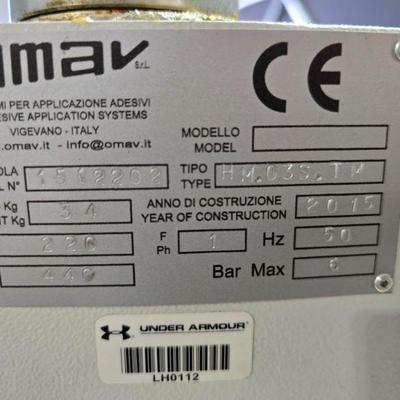 omav S.R.L. CE
MI PER APPLICAZIONE ADESIVI
ESIVE APPLICATION SYSTEMS
VIGEVANO - ITALY
.omav.it - info@omav.it
MODELLO
MODEL
OLA
L N° 1512202
TIPO
TYPE HM.03S.TM
Kg
T Kg 34
ANNO DI COSTRUZIONE
YEAR OF CONSTRUCTION 2015
220 F
Ph 1 Hz 50
440 Bar Max 6
UNDER ARMOUR
LH0112